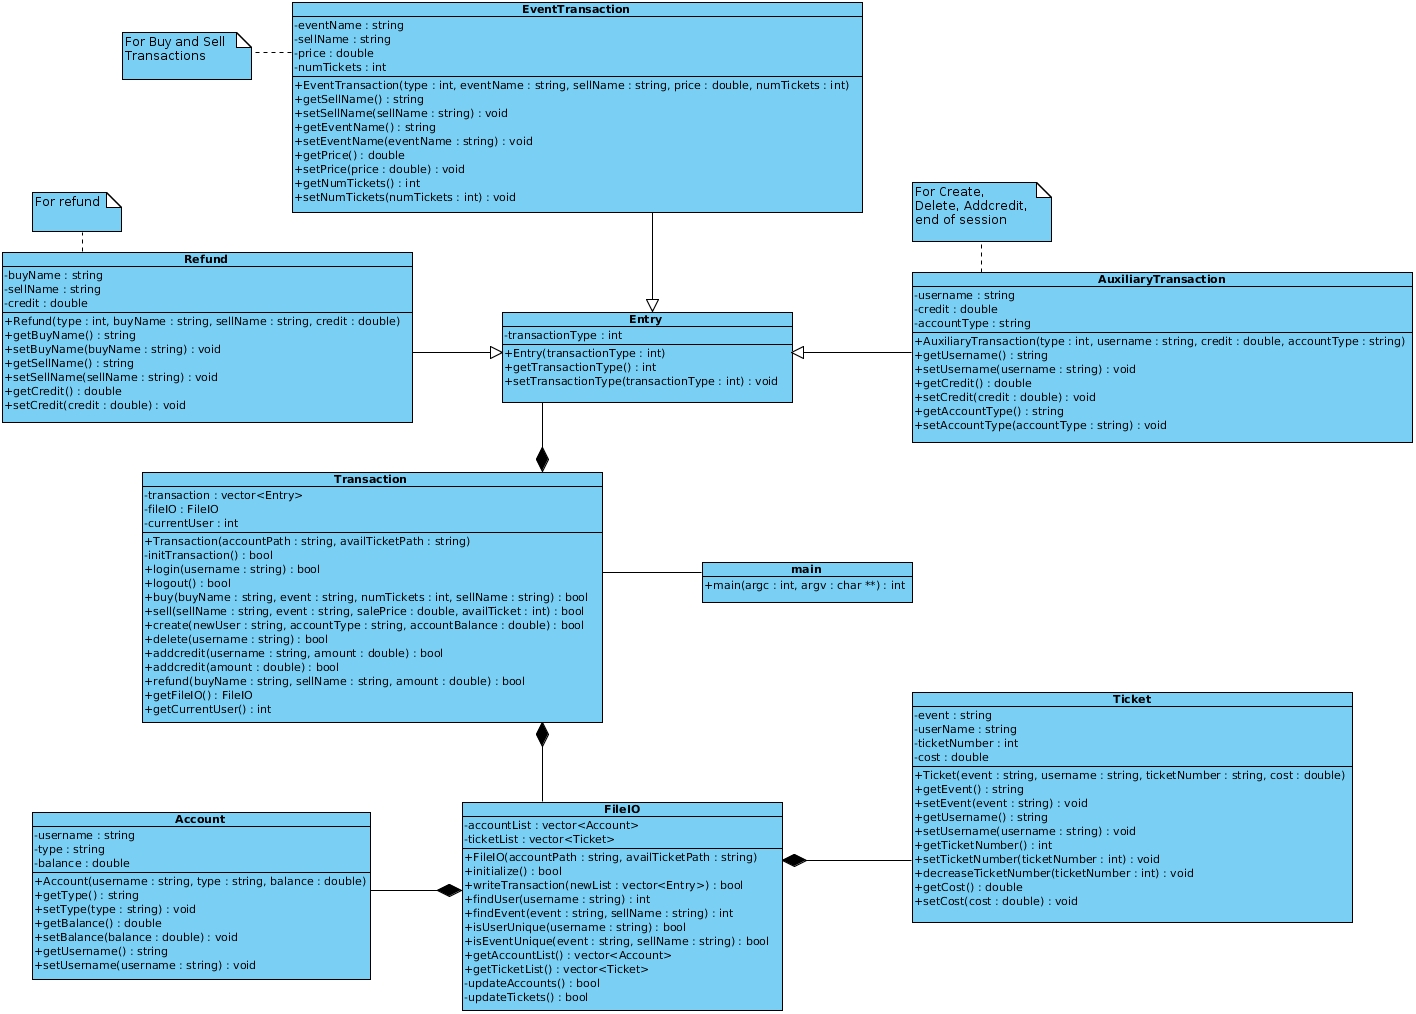 EventTransaction
-eventName : string
-sellName : string
-price : double
-numTickets : int
+EventTransaction(type : int, eventName : string, sellName : string, price : double, numTickets : int)
+getSellName() : string
+setSellName(sellName : string) : void
+getEventName() : string
+setEventName(eventName : string) : void
+getPrice() : double
+setPrice(price : double) : void
+getNumTickets() : int
+setNumTickets(numTickets : int) : void
For Buy and Sell
Transactions
For refund
Refund
-buyName : string
-sellName : string
-credit : double
+Refund(type : int, buyName : string, sellName : string, credit : double)
+getBuyName() : string
+setBuyName(buyName : string) : void
+getSellName() : string
+setSellName(sellName : string) : void
+getCredit() : double
+setCredit(credit : double) : void
Entry
-transactionType : int
+Entry(transactionType : int)
+getTransactionType() : int
+setTransactionType(transactionType : int) : void
For Create,
Delete, Addcredit,
end of session
AuxiliaryTransaction
-username : string
-credit : double
-accountType : string
+AuxiliaryTransaction(type : int, username : string, credit : double, accountType : string)
+getUsername() : string
+setUsername(username : string) : void
+getCredit() : double
+setCredit(credit : double) : void
+getAccountType() : string
+setAccountType(accountType : string) : void
Transaction
-transaction : vector<Entry>
-fileIO : FileIO
-currentUser : int
+Transaction(accountPath : string, availTicketPath : string)
-initTransaction() : bool
+login(username : string) : bool
+logout() : bool
+buy(buyName : string, event : string, numTickets : int, sellName : string) : bool
+sell(sellName : string, event : string, salePrice : double, availTicket : int) : bool
+create(newUser : string, accountType : string, accountBalance : double) : bool
+delete(username : string) : bool
+addcredit(username : string, amount : double) : bool
+addcredit(amount : double) : bool
+refund(buyName : string, sellName : string, amount : double) : bool
+getFileIO() : FileIO
+getCurrentUser() : int
main
+main(argc : int, argv : char **) : int
Ticket
-event : string
-userName : string
-ticketNumber : int
-cost : double
+Ticket(event : string, username : string, ticketNumber : string, cost : double)
+getEvent() : string
+setEvent(event : string) : void
+getUsername() : string
+setUsername(username : string) : void
+getTicketNumber() : int
+setTicketNumber(ticketNumber : int) : void
+decreaseTicketNumber(ticketNumber : int) : void
+getCost() : double
+setCost(cost : double) : void
Account
-username : string
-type : string
-balance : double
+Account(username : string, type : string, balance : double)
+getType() : string
+setType(type : string) : void
+getBalance() : double
+setBalance(balance : double) : void
+getUsername() : string
+setUsername(username : string) : void
FileIO
-accountList : vector<Account>
-ticketList : vector<Ticket>
+FileIO(accountPath : string, availTicketPath : string)
+initialize() : bool
+writeTransaction(newList : vector<Entry>) : bool
+findUser(username : string) : int
+findEvent(event : string, sellName : string) : int
+isUserUnique(username : string) : bool
+isEventUnique(event : string, sellName : string) : bool
+getAccountList() : vector<Account>
+getTicketList() : vector<Ticket>
-updateAccounts() : bool
-updateTickets() : bool